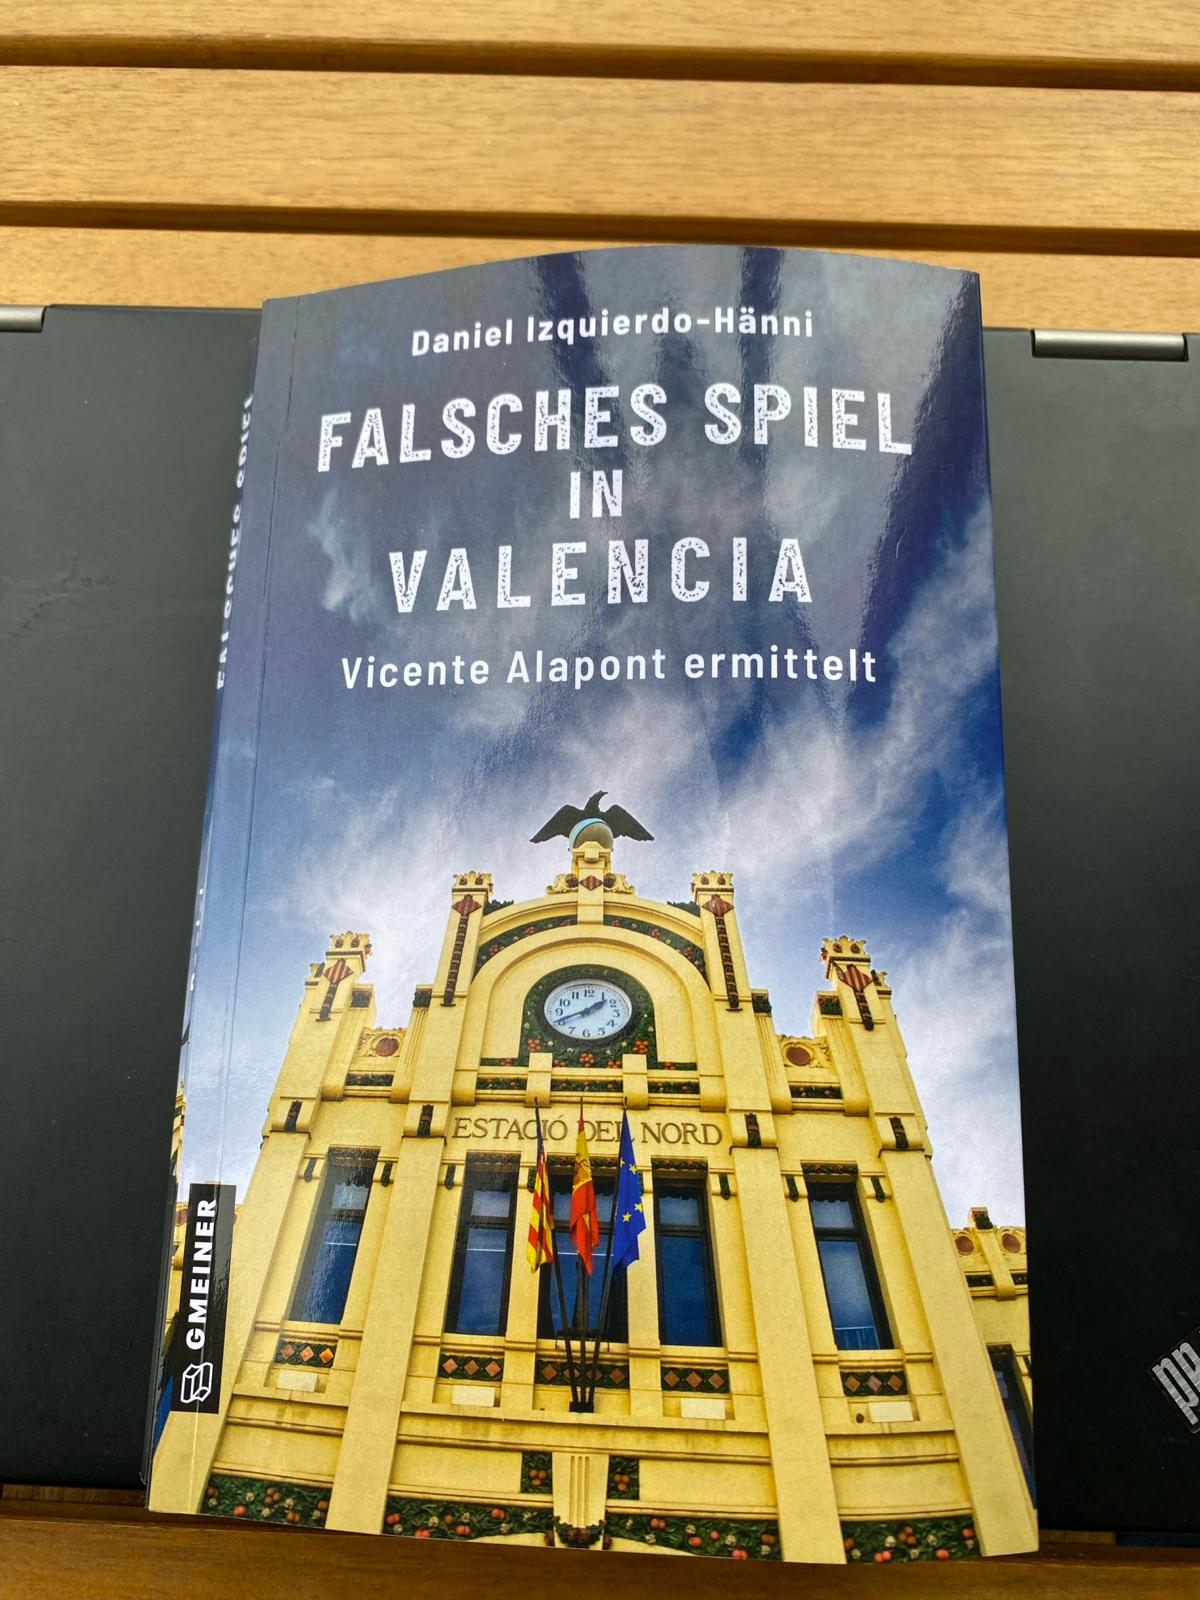 Daniel Izquierdo-Hänni
FALSCHES SPIEL
IN
VALENCIA
Vicente Alapont ermittelt
ESTACIÓ DEL NORD
GMEINER
FALSCHES SPIEL